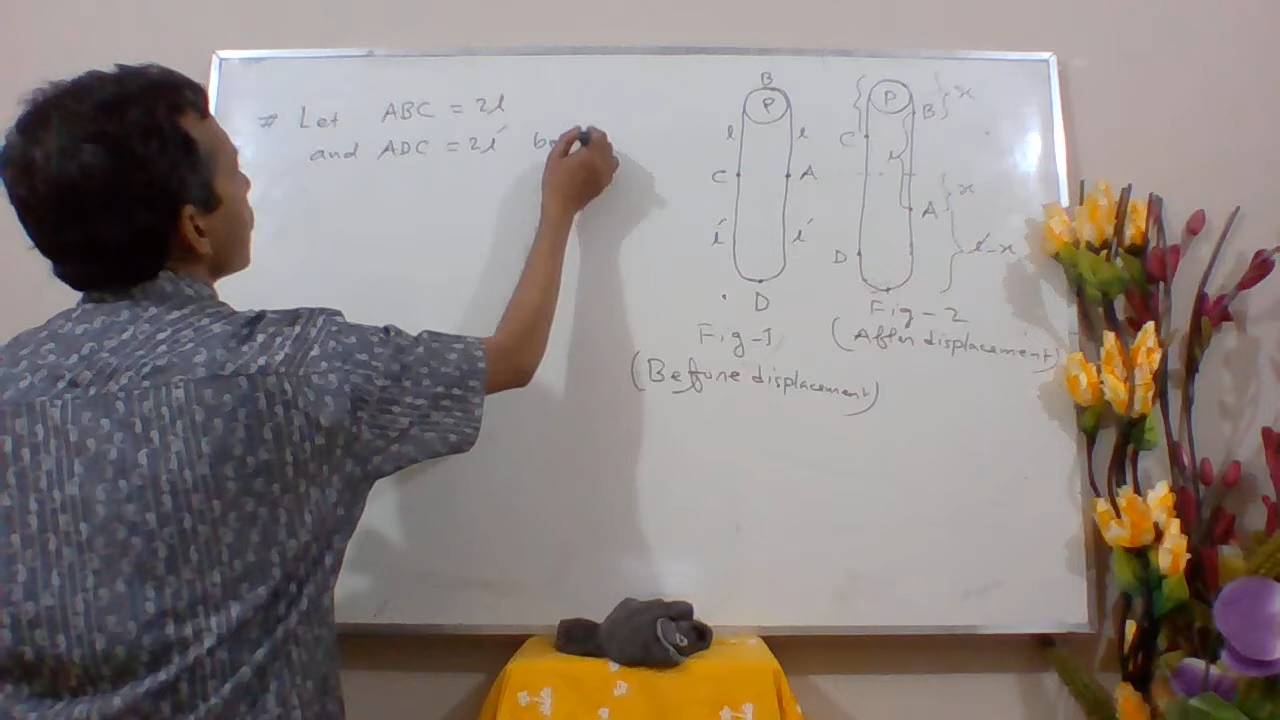 # Let ABC = 2l
and ADC = 2l'
B
P
l l
C A
l' l'
D
Fig-1
(Before displacement)
P
B } x
C
l
x
A
D
l'-x
Fig-2
(After displacement)